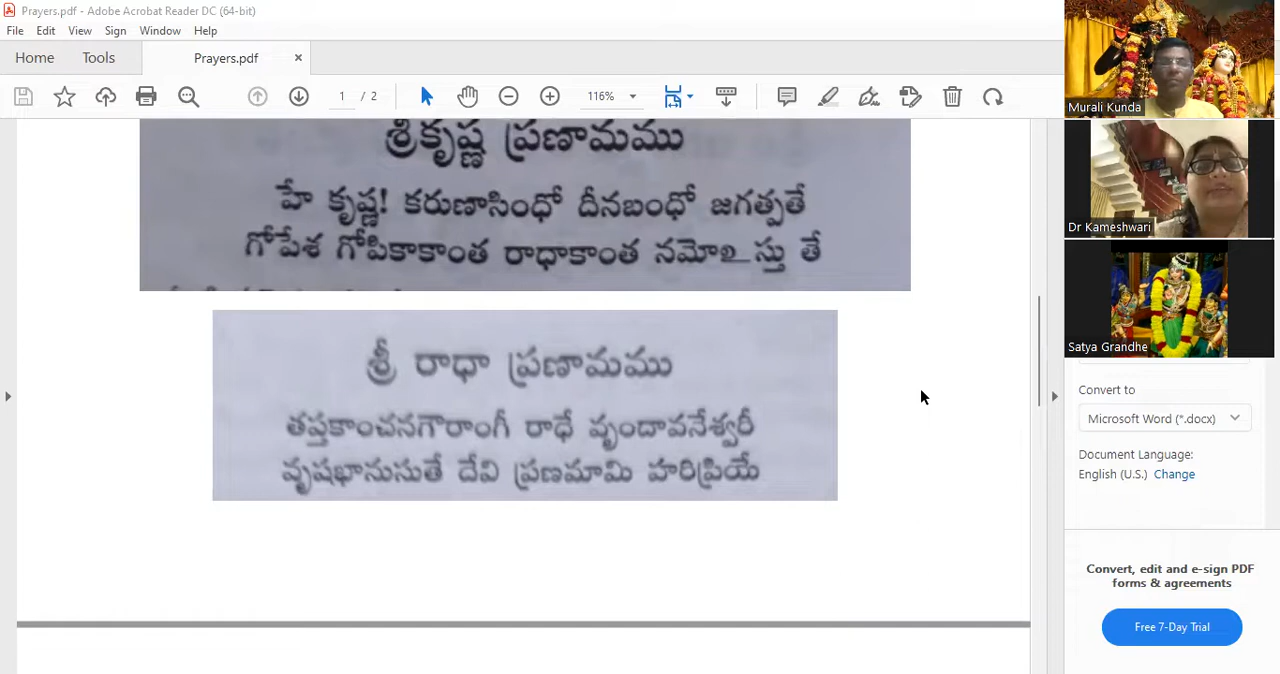 Prayers.pdf - Adobe Acrobat Reader DC (64-bit)
File Edit View Sign Window Help
Home Tools Prayers.pdf ×
1 / 2 116%
శ్రీకృష్ణ ప్రణామము
హే కృష్ణ! కరుణాసింధో దీనబంధో జగత్పతే
గోపేశ గోపికాకాంత రాధాకాంత నమోఽస్తు తే
శ్రీ రాధా ప్రణామము
తప్తకాంచనగౌరాంగీ రాధే వృందావనేశ్వరీ
వృషభానుసుతే దేవి ప్రణమామి హరిప్రియే
Murali Kunda
Dr Kameshwari
Satya Grandhe
Convert to
Microsoft Word (*.docx)
Document Language:
English (U.S.) Change
Convert, edit and e-sign PDF
forms & agreements
Free 7-Day Trial